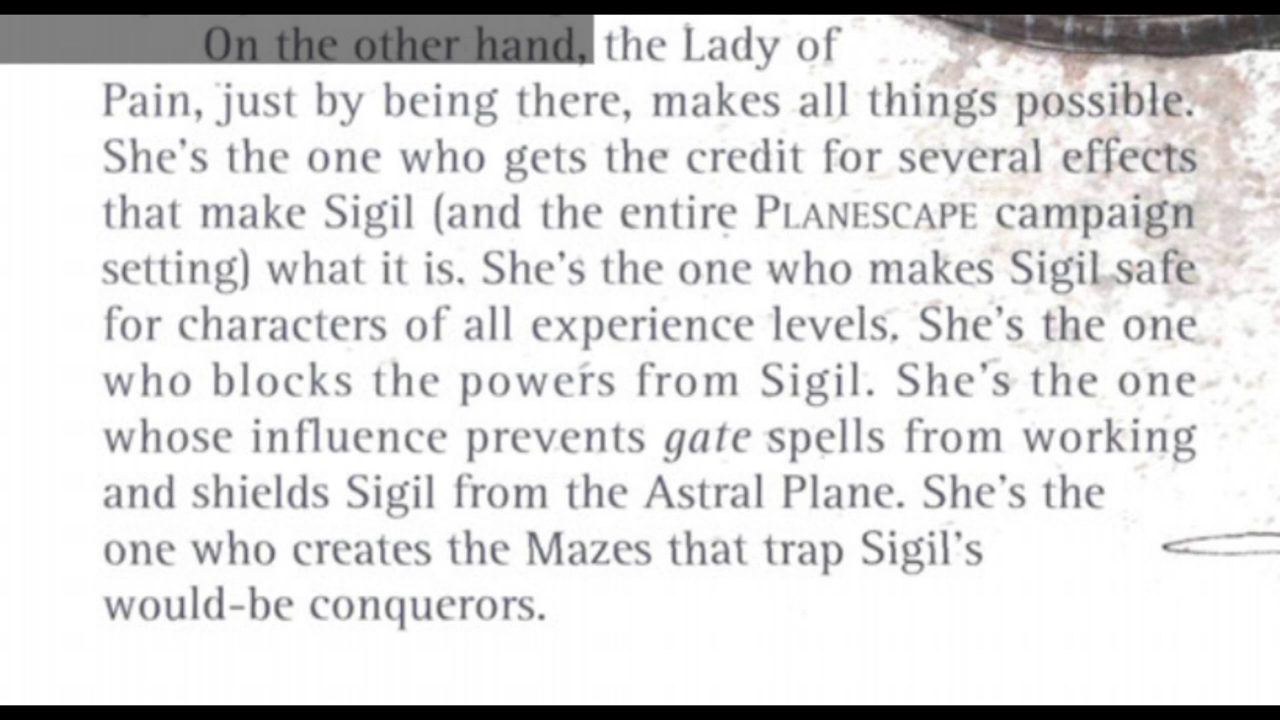 On the other hand, the Lady of
Pain, just by being there, makes all things possible.
She's the one who gets the credit for several effects
that make Sigil (and the entire PLANESCAPE campaign
setting) what it is. She's the one who makes Sigil safe
for characters of all experience levels. She's the one
who blocks the powers from Sigil. She's the one
whose influence prevents gate spells from working
and shields Sigil from the Astral Plane. She's the
one who creates the Mazes that trap Sigil's
would-be conquerors.